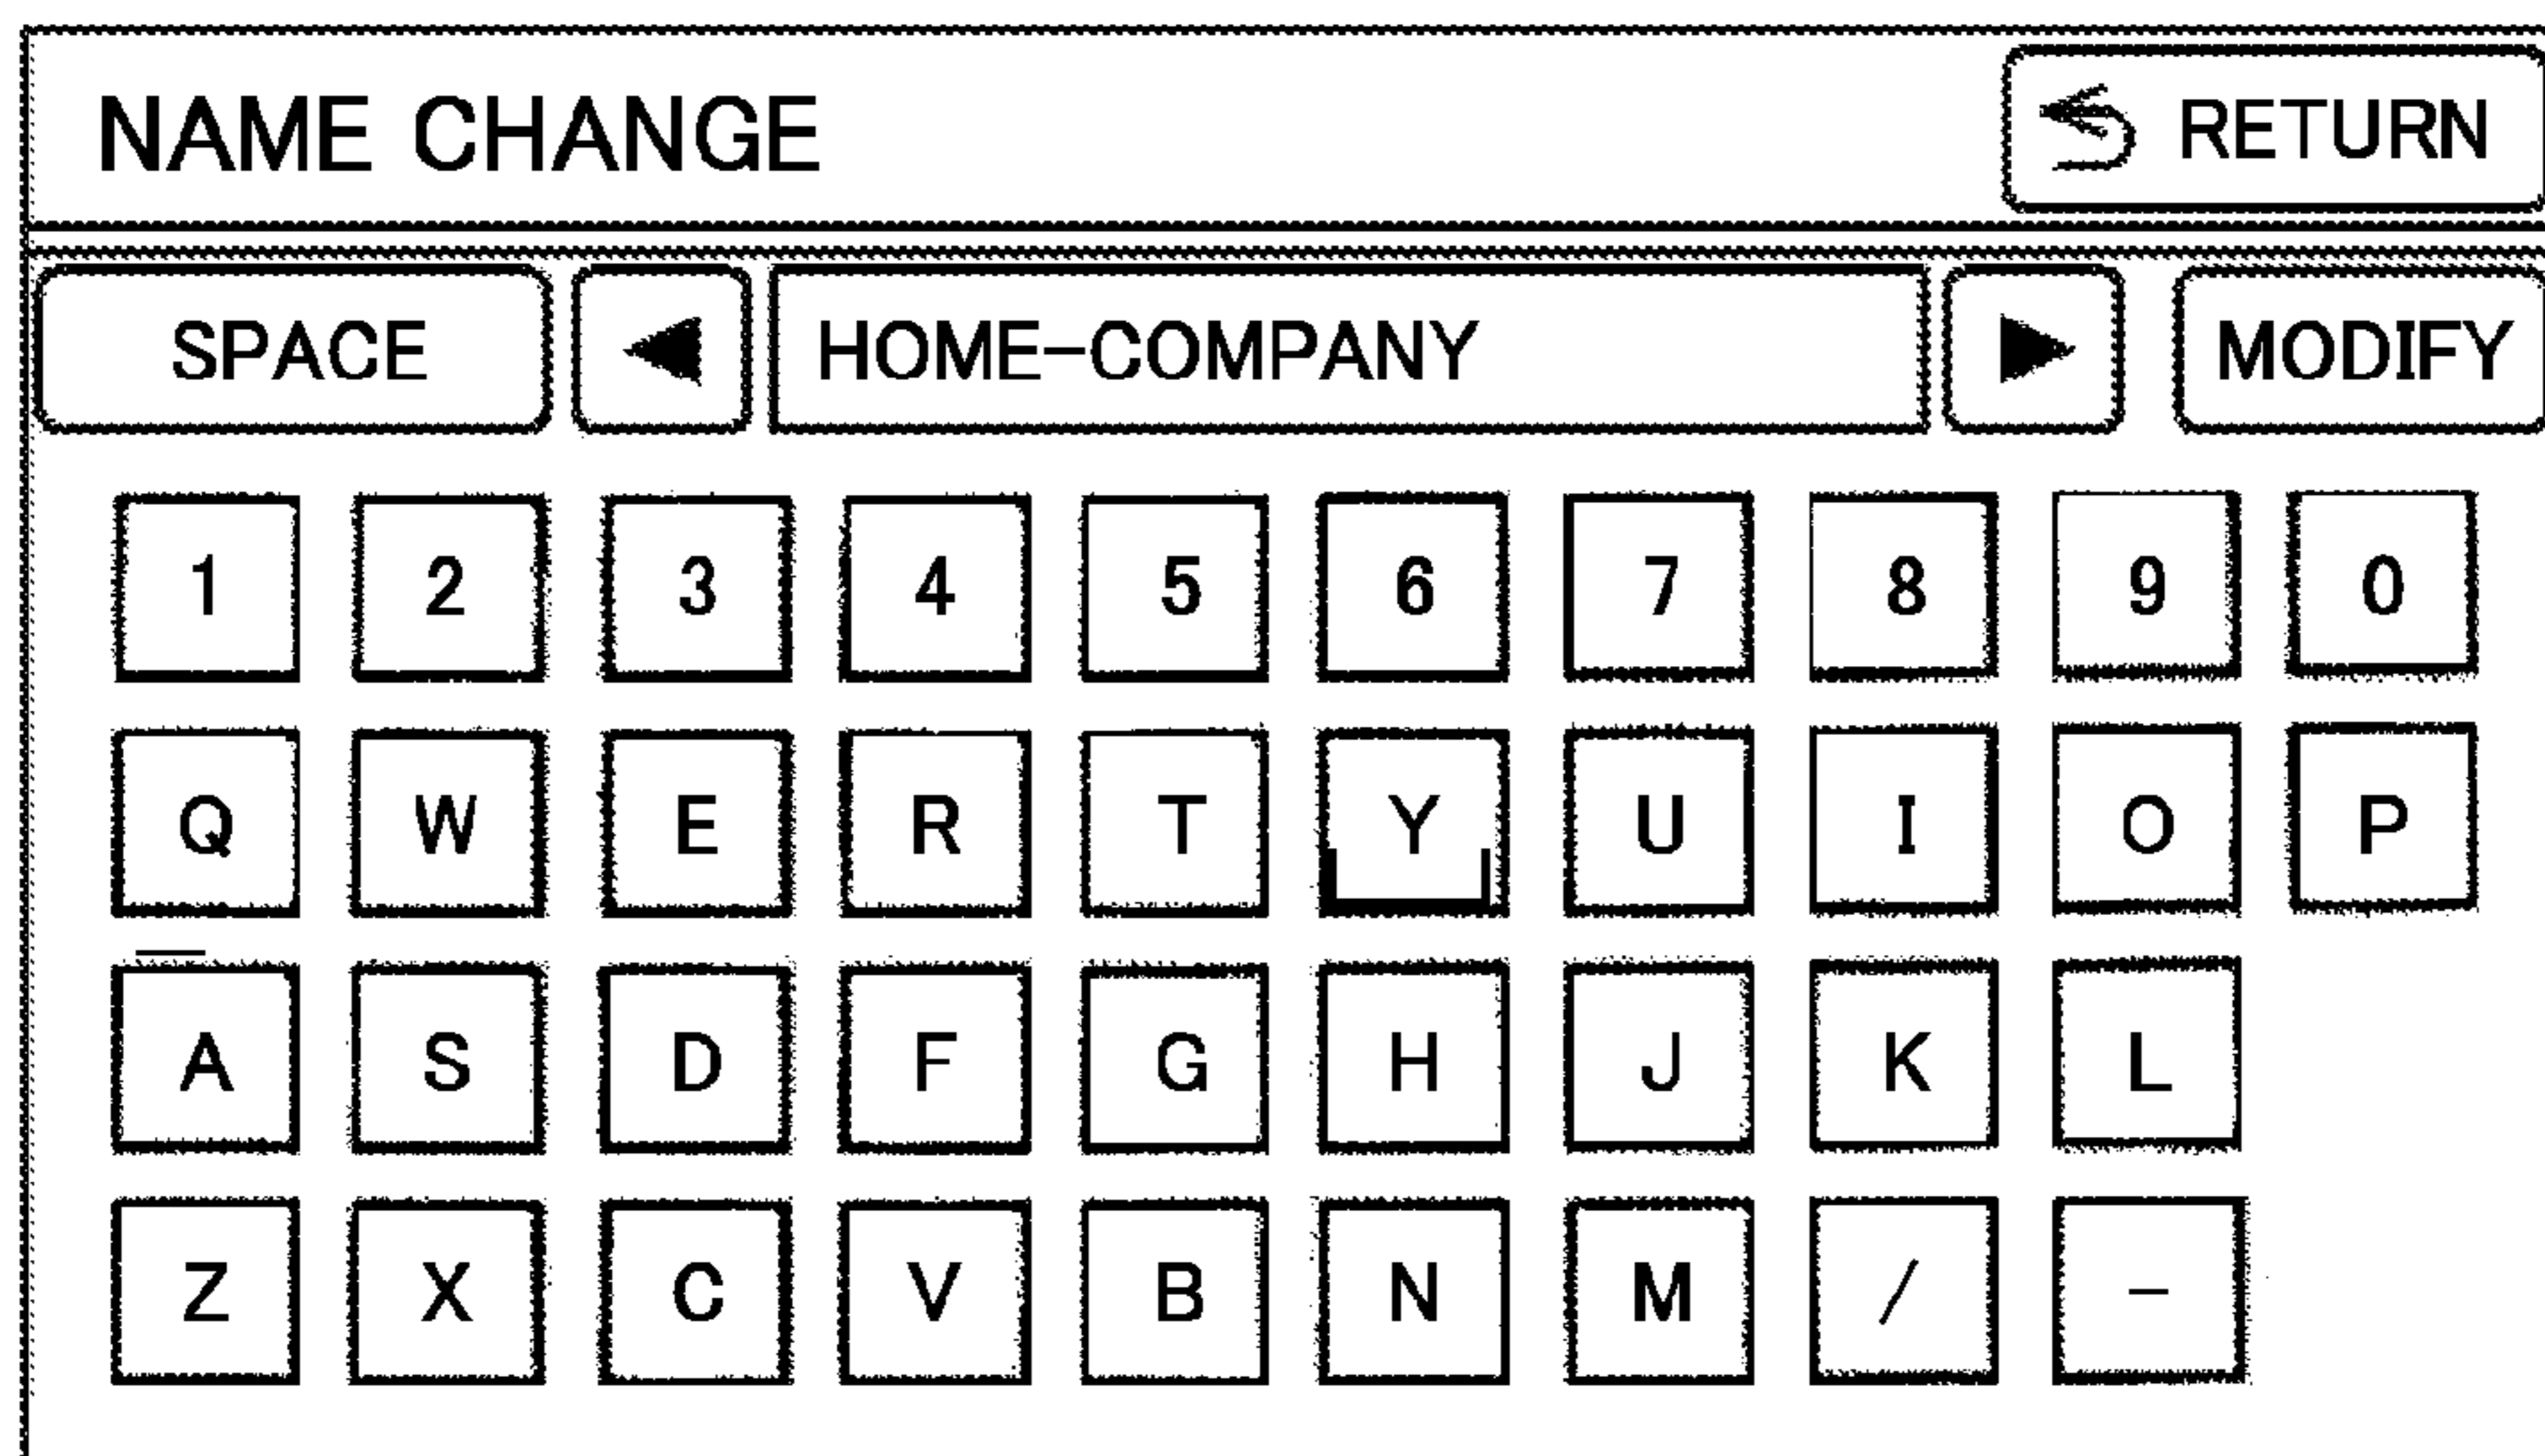 NAME CHANGE RETURN
SPACE HOME-COMPANY MODIFY
1 2 3 4 5 6 7 8 9 0
Q W E R T Y U I O P
A S D F G H J K L
Z X C V B N M / -